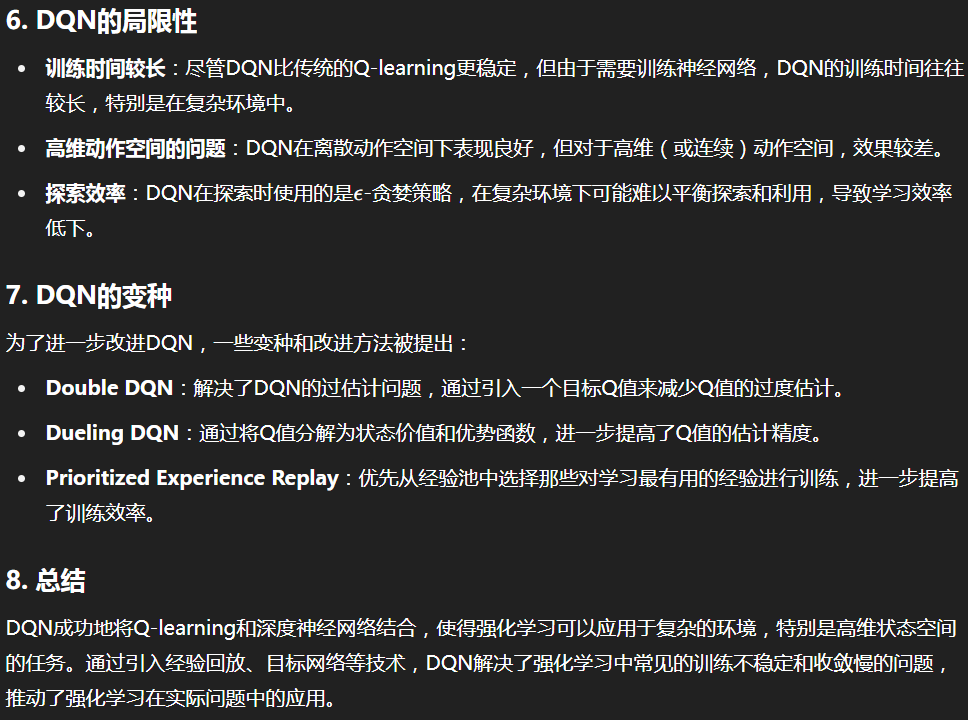 6. DQN的局限性
• 训练时间较长：尽管DQN比传统的Q-learning更稳定，但由于需要训练神经网络，DQN的训练时间往往
较长，特别是在复杂环境中。
• 高维动作空间的问题：DQN在离散动作空间下表现良好，但对于高维（或连续）动作空间，效果较差。
• 探索效率：DQN在探索时使用的是ϵ-贪婪策略，在复杂环境下可能难以平衡探索和利用，导致学习效率
低下。
7. DQN的变种
为了进一步改进DQN，一些变种和改进方法被提出：
• Double DQN：解决了DQN的过估计问题，通过引入一个目标Q值来减少Q值的过度估计。
• Dueling DQN：通过将Q值分解为状态价值和优势函数，进一步提高了Q值的估计精度。
• Prioritized Experience Replay：优先从经验池中选择那些对学习最有用的经验进行训练，进一步提高
了训练效率。
8. 总结
DQN成功地将Q-learning和深度神经网络结合，使得强化学习可以应用于复杂的环境，特别是高维状态空间
的任务。通过引入经验回放、目标网络等技术，DQN解决了强化学习中常见的训练不稳定和收敛慢的问题，
推动了强化学习在实际问题中的应用。